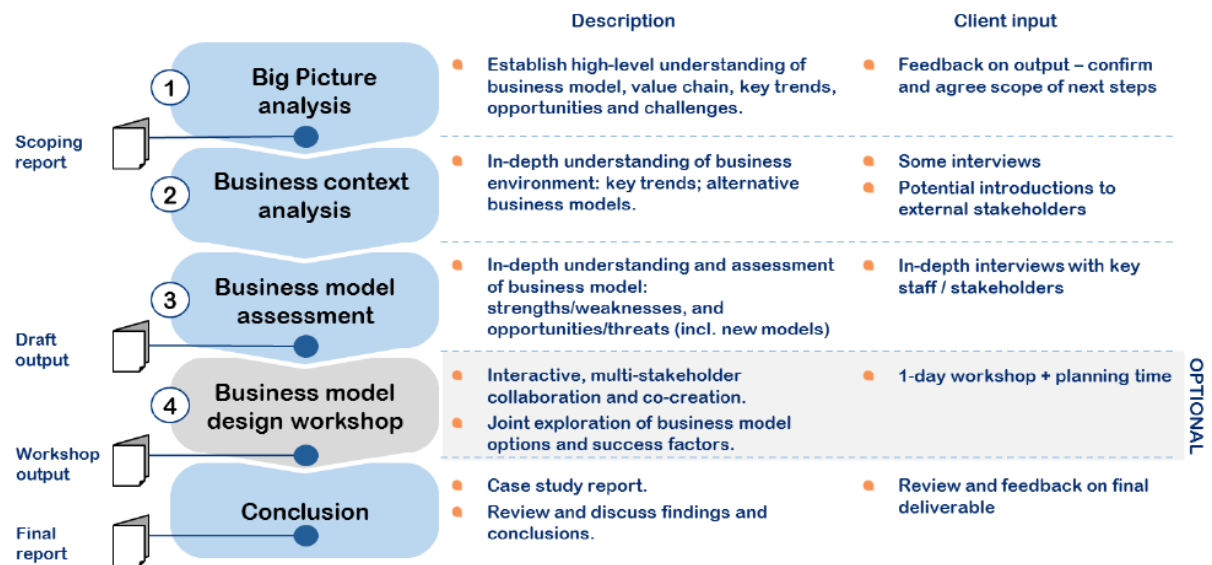 Description
Client input
1
Big Picture
analysis
Establish high-level understanding of
business model, value chain, key trends,
opportunities and challenges.
Feedback on output – confirm
and agree scope of next steps
Scoping
report
2
Business context
analysis
In-depth understanding of business
environment: key trends; alternative
business models.
Some interviews
Potential introductions to
external stakeholders
3
Business model
assessment
In-depth understanding and assessment
of business model:
strengths/weaknesses, and
opportunities/threats (incl. new models)
In-depth interviews with key
staff / stakeholders
Draft
output
4
Business model
design workshop
Interactive, multi-stakeholder
collaboration and co-creation.
Joint exploration of business model
options and success factors.
1-day workshop + planning time
OPTIONAL
Workshop
output
Conclusion
Case study report.
Review and discuss findings and
conclusions.
Review and feedback on final
deliverable
Final
report